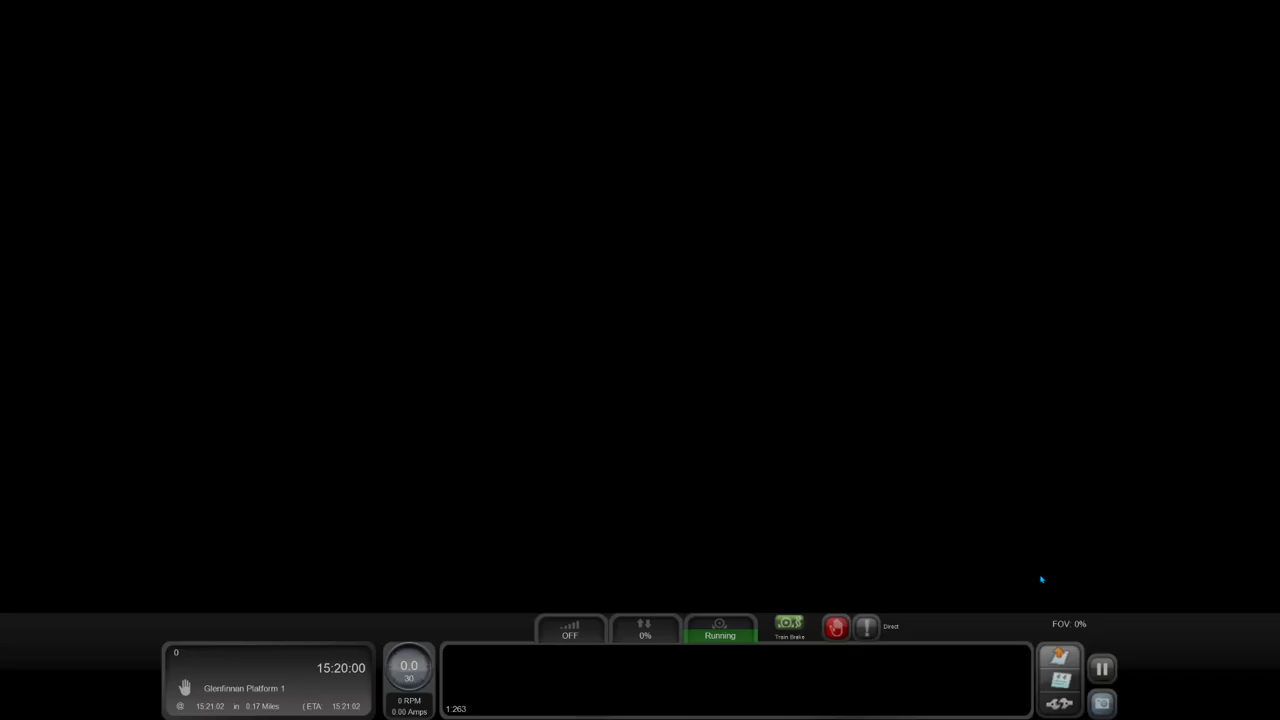 FOV: 0%
OFF
0%
Running
Train Brake
Direct
0
15:20:00
Glenfinnan Platform 1
@ 15:21:02 in 0:17 Miles (ETA: 15:21:02
0.0
30
0 RPM
0.00 Amps
1:263